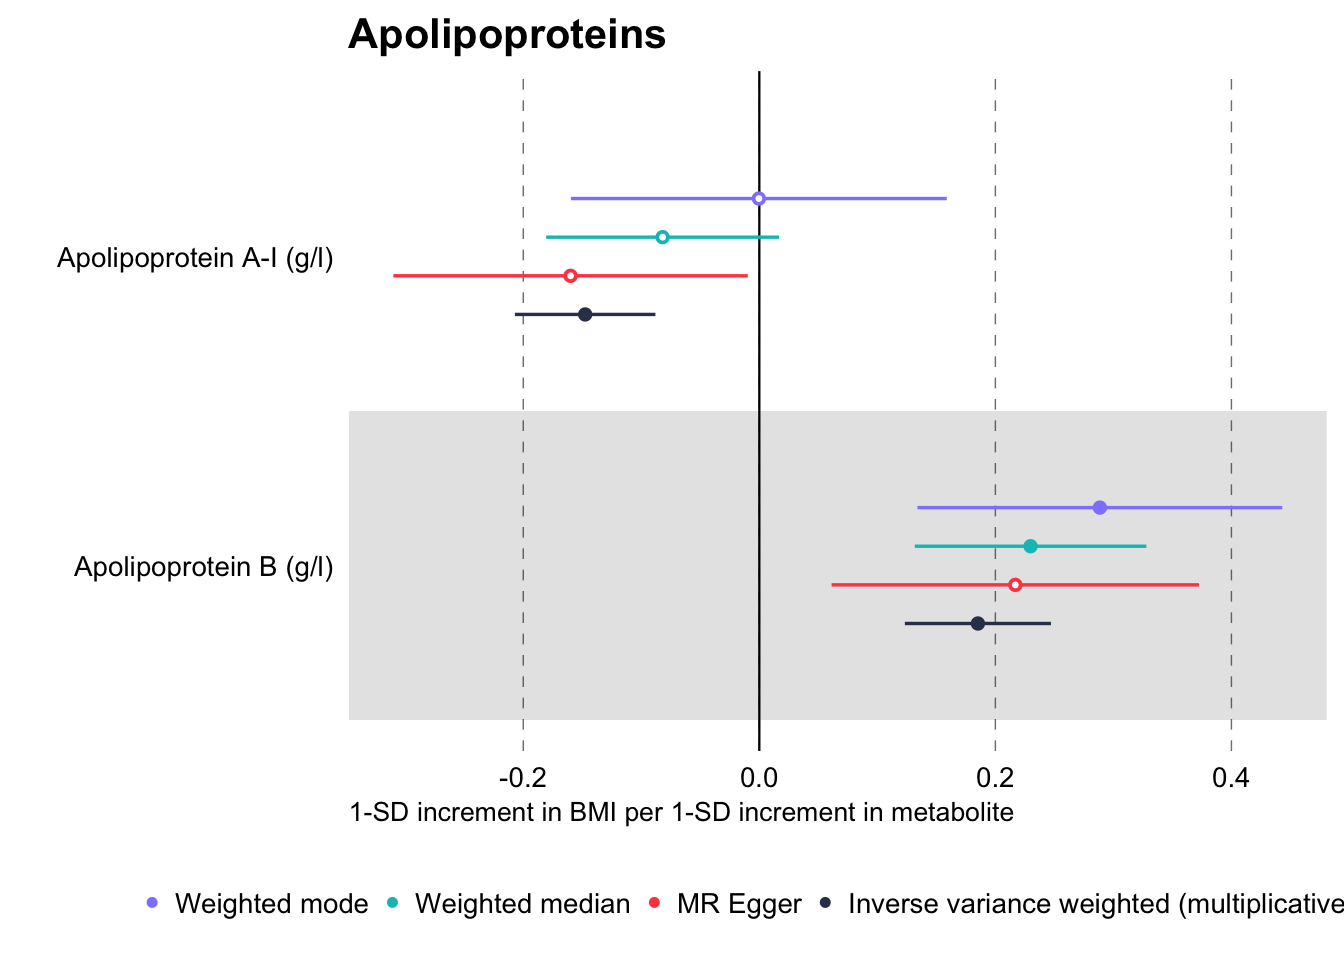 Apolipoproteins
Apolipoprotein A-I (g/l)
Apolipoprotein B (g/l)
-0.2 0.0 0.2 0.4
1-SD increment in BMI per 1-SD increment in metabolite
Weighted mode Weighted median MR Egger Inverse variance weighted (multiplicative